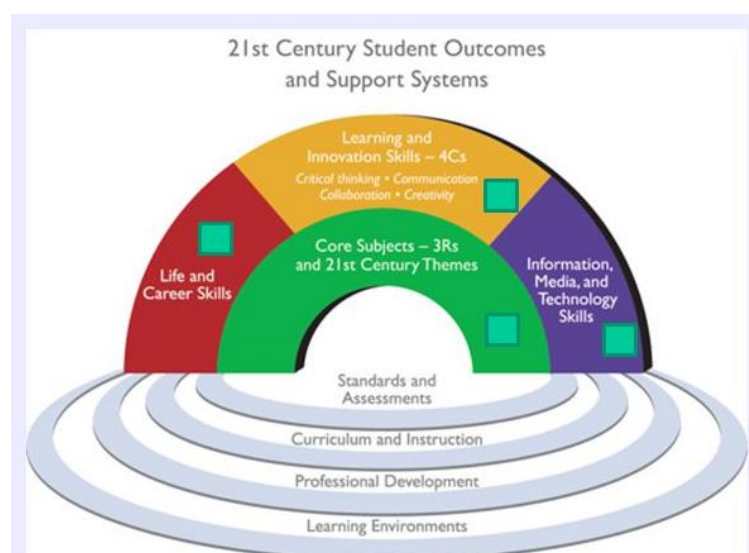 21st Century Student Outcomes
and Support Systems
Learning and
Innovation Skills – 4Cs
Critical thinking • Communication
Collaboration • Creativity
Core Subjects – 3Rs
and 21st Century Themes
Life and
Career Skills
Information,
Media, and
Technology
Skills
Standards and
Assessments
Curriculum and Instruction
Professional Development
Learning Environments